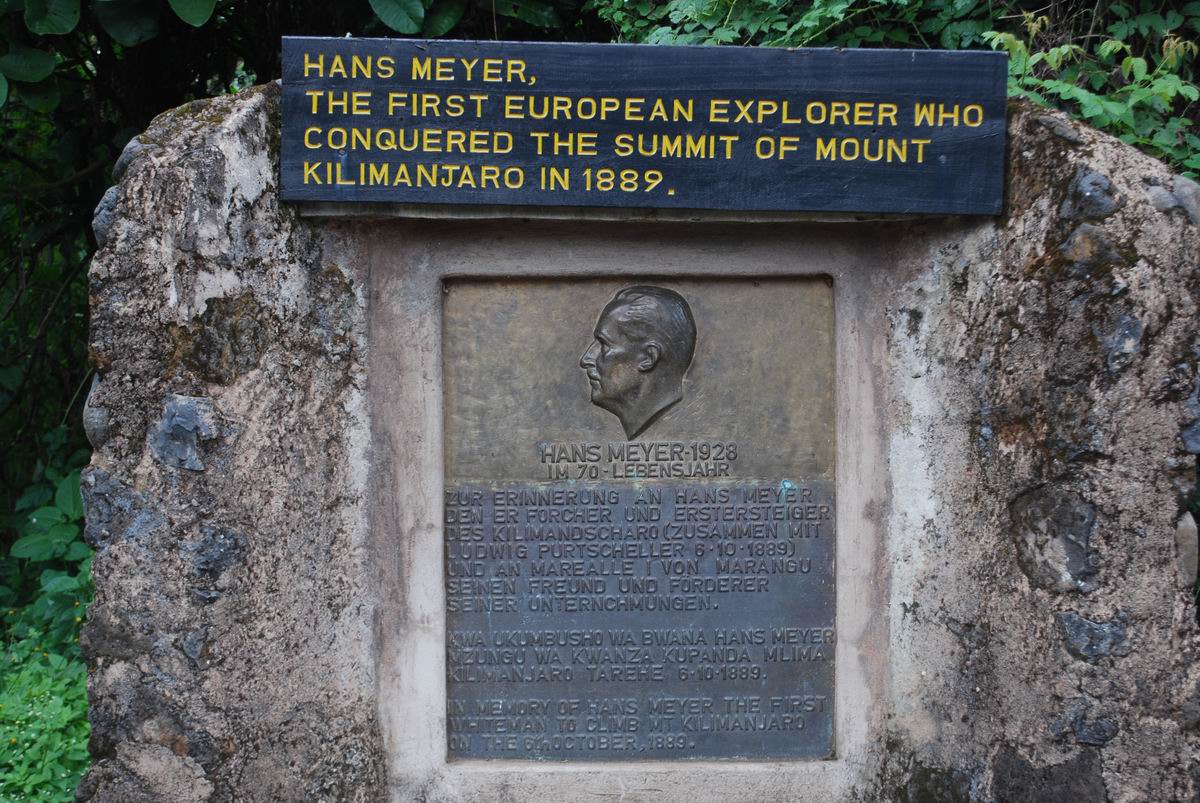 HANS MEYER,
THE FIRST EUROPEAN EXPLORER WHO
CONQUERED THE SUMMIT OF MOUNT
KILIMANJARO IN 1889.
HANS MEYER·1928
IM 70·LEBENSJAHR
ZUR ERINNERUNG AN HANS MEYER
DEN ER FORCHER UND ERSTERSTEIGER
DES KILIMANDSCHARO (ZUSAMMEN MIT
LUDWIG PURTSCHELLER 6·10·1889)
UND AN MAREALLE I VON MARANGU
SEINEN FREUND UND FÖRDERER
SEINER UNTERNCHMUNGEN.
KWA UKUMBUSHO WA BWANA HANS MEYER
MZUNGU WA KWANZA KUPANDA MLIMA
KILIMANJARO TAREHE 6·10·1889.
IN MEMORY OF HANS MEYER THE FIRST
WHITEMAN TO CLIMB MT KILIMANJARO
ON THE 6TH OCTOBER, 1889.